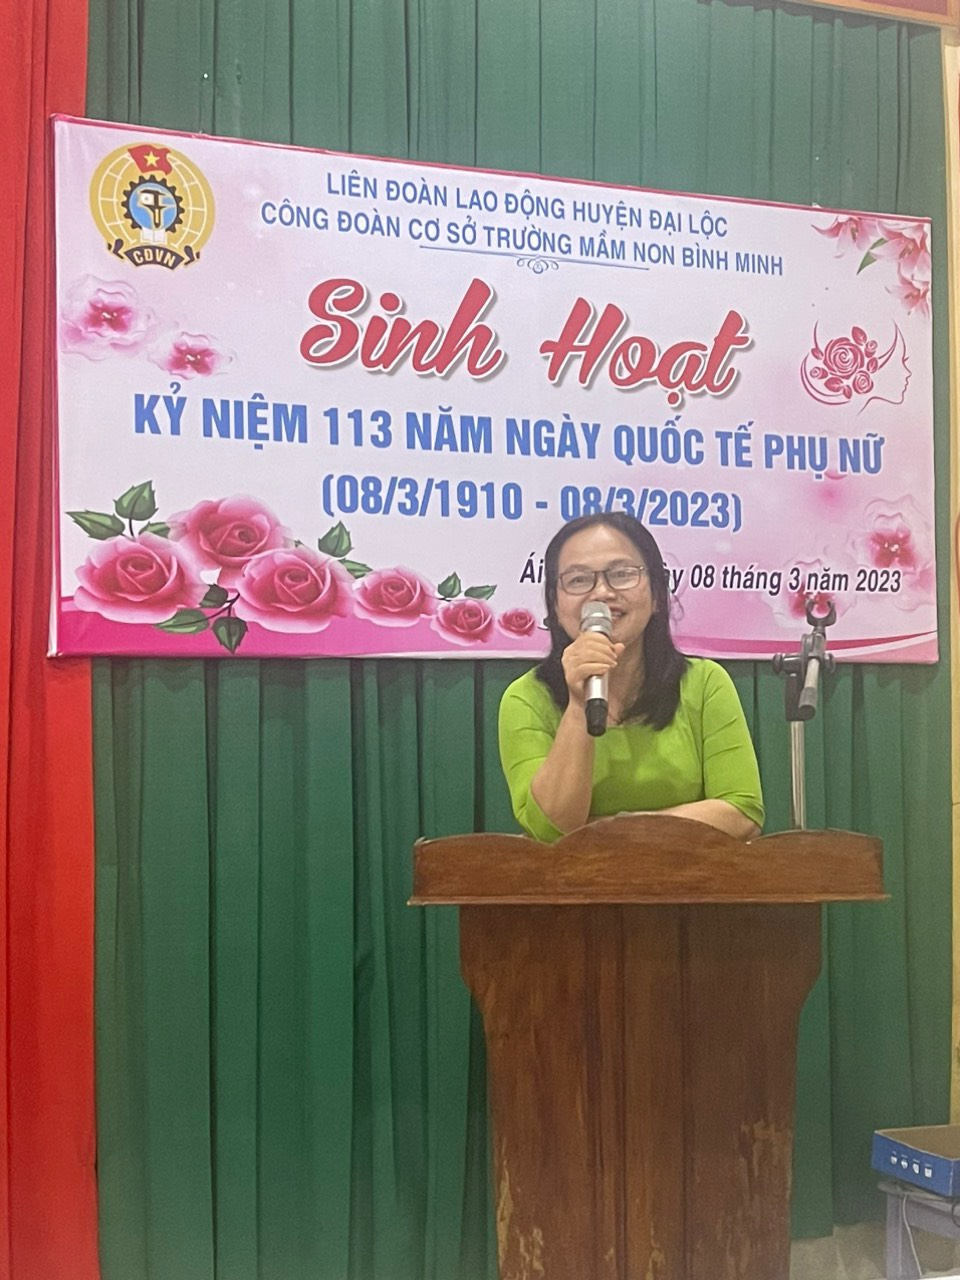 LIÊN ĐOÀN LAO ĐỘNG HUYỆN ĐẠI LỘC
CÔNG ĐOÀN CƠ SỞ TRƯỜNG MẦM NON BÌNH MINH
CĐVN
Sinh Hoạt
KỶ NIỆM 113 NĂM NGÀY QUỐC TẾ PHỤ NỮ
(08/3/1910 - 08/3/2023)
08 tháng 3 năm 2023